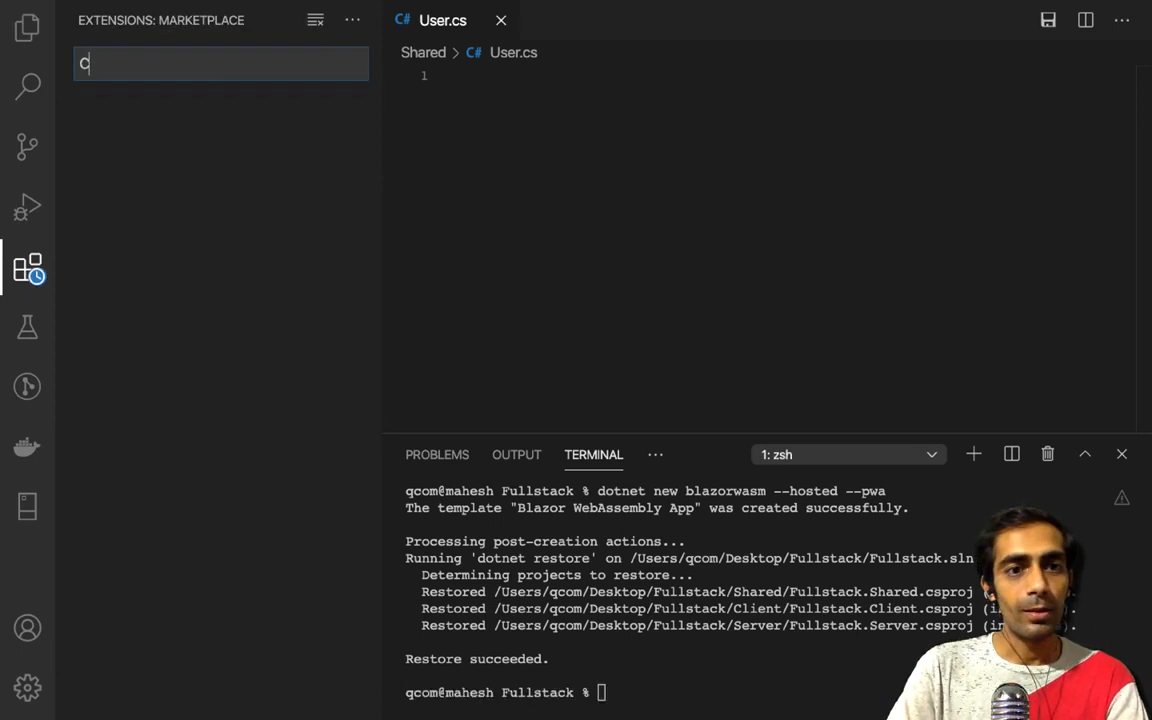 EXTENSIONS: MARKETPLACE
C
C# User.cs
Shared > C# User.cs
1
PROBLEMS OUTPUT TERMINAL 1: zsh
qcom@mahesh Fullstack % dotnet new blazorwasm --hosted --pwa
The template "Blazor WebAssembly App" was created successfully.
Processing post-creation actions...
Running 'dotnet restore' on /Users/qcom/Desktop/Fullstack/Fullstack.sln
Determining projects to restore...
Restored /Users/qcom/Desktop/Fullstack/Shared/Fullstack.Shared.csproj
Restored /Users/qcom/Desktop/Fullstack/Client/Fullstack.Client.csproj (in
Restored /Users/qcom/Desktop/Fullstack/Server/Fullstack.Server.csproj (in
Restore succeeded.
qcom@mahesh Fullstack %